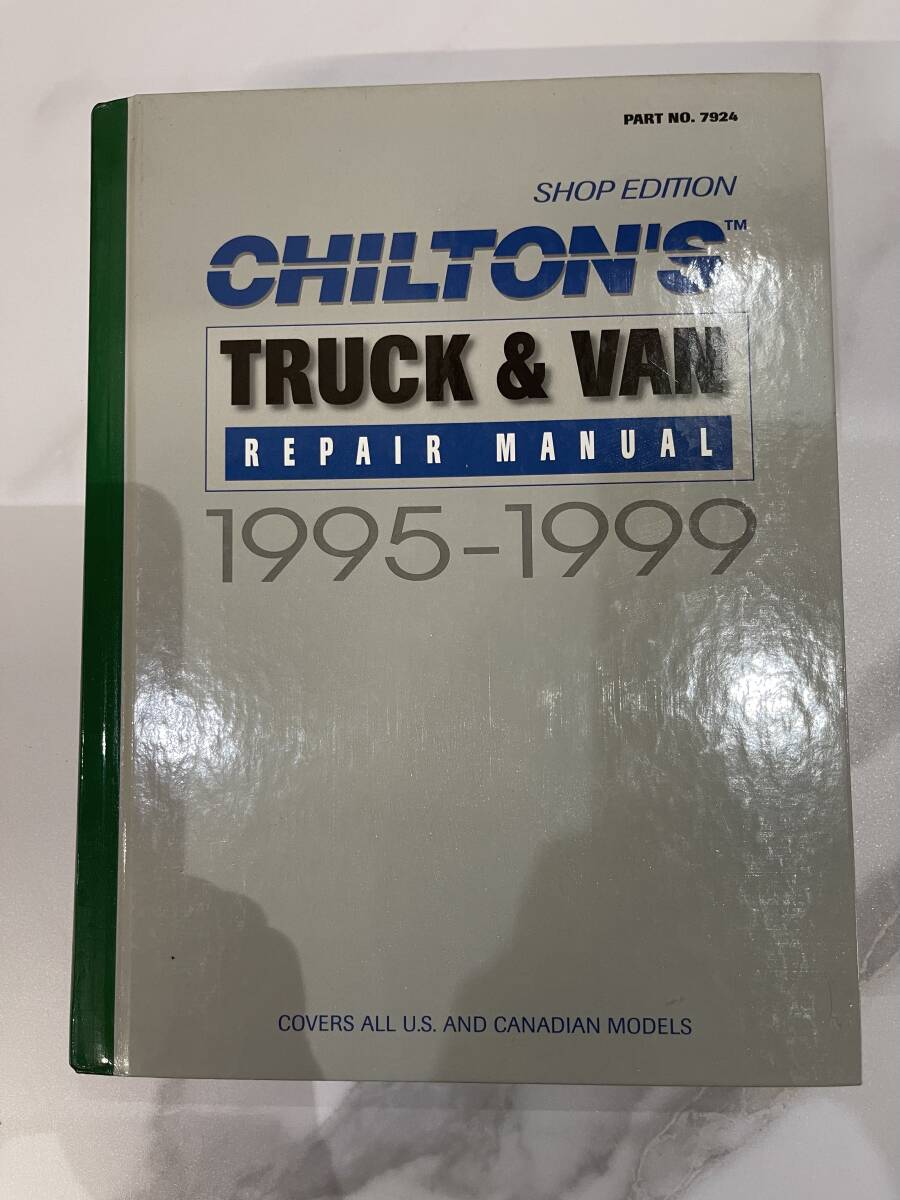 PART NO. 7924
SHOP EDITION
CHILTON'S™
TRUCK & VAN
REPAIR MANUAL
1995-1999
COVERS ALL U.S. AND CANADIAN MODELS